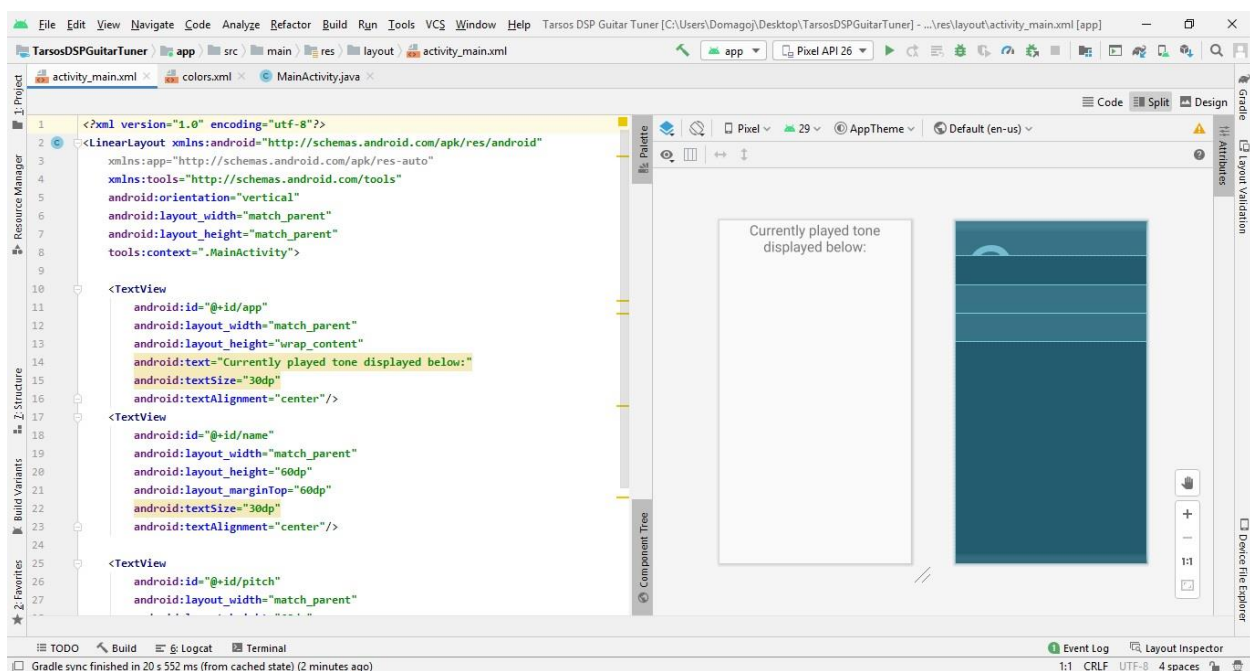 File Edit View Navigate Code Analyze Refactor Build Run Tools VCS Window Help Tarsos DSP Guitar Tuner [C:\Users\Domagoj\Desktop\TarsosDSPGuitarTuner] - ...\res\layout\activity_main.xml [app]
TarsosDSPGuitarTuner app src main res layout activity_main.xml app Pixel API 26
activity_main.xml colors.xml MainActivity.java
Code Split Design
1: Project
Resource Manager
Z: Structure
Build Variants
2: Favorites
1 <?xml version="1.0" encoding="utf-8"?>
2 <LinearLayout xmlns:android="http://schemas.android.com/apk/res/android"
3 xmlns:app="http://schemas.android.com/apk/res-auto"
4 xmlns:tools="http://schemas.android.com/tools"
5 android:orientation="vertical"
6 android:layout_width="match_parent"
7 android:layout_height="match_parent"
8 tools:context=".MainActivity">
9
10 <TextView
11 android:id="@+id/app"
12 android:layout_width="match_parent"
13 android:layout_height="wrap_content"
14 android:text="Currently played tone displayed below:"
15 android:textSize="30dp"
16 android:textAlignment="center"/>
17 <TextView
18 android:id="@+id/name"
19 android:layout_width="match_parent"
20 android:layout_height="60dp"
21 android:layout_marginTop="60dp"
22 android:textSize="30dp"
23 android:textAlignment="center"/>
24
25 <TextView
26 android:id="@+id/pitch"
27 android:layout_width="match_parent"
Palette
Component Tree
Pixel 29 AppTheme Default (en-us)
Currently played tone
displayed below:
1:1
Attributes
Gradle
Layout Validation
Device File Explorer
TODO Build 6: Logcat Terminal Event Log Layout Inspector
Gradle sync finished in 20 s 552 ms (from cached state) (2 minutes ago) 1:1 CRLF UTF-8 4 spaces